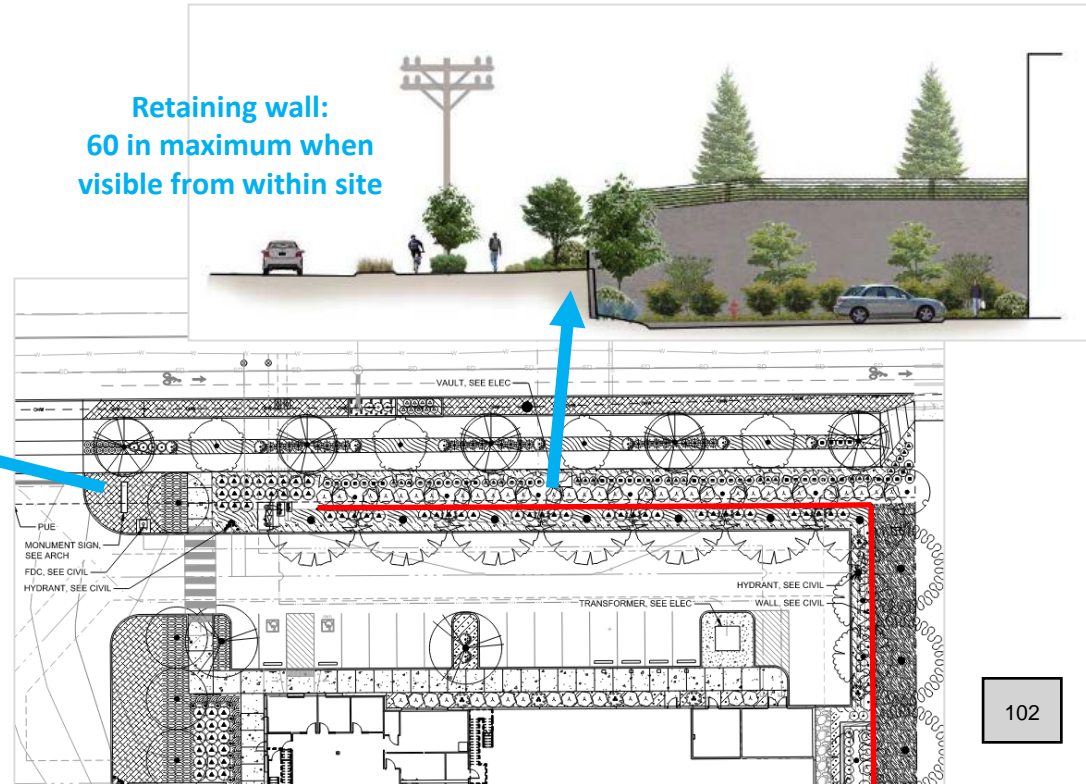 Retaining wall:
60 in maximum when
visible from within site
VAULT, SEE ELEC
PUE
MONUMENT SIGN,
SEE ARCH
FDC, SEE CIVIL
HYDRANT, SEE CIVIL
HYDRANT, SEE CIVIL
TRANSFORMER, SEE ELEC
WALL, SEE CIVIL
102